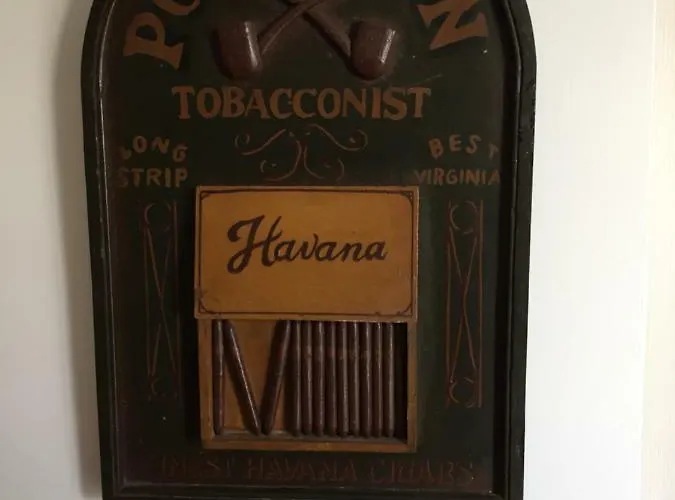 TOBACCONIST
LONG
STRIP
BEST
VIRGINIA
Havana
BEST HAVANA CIGARS